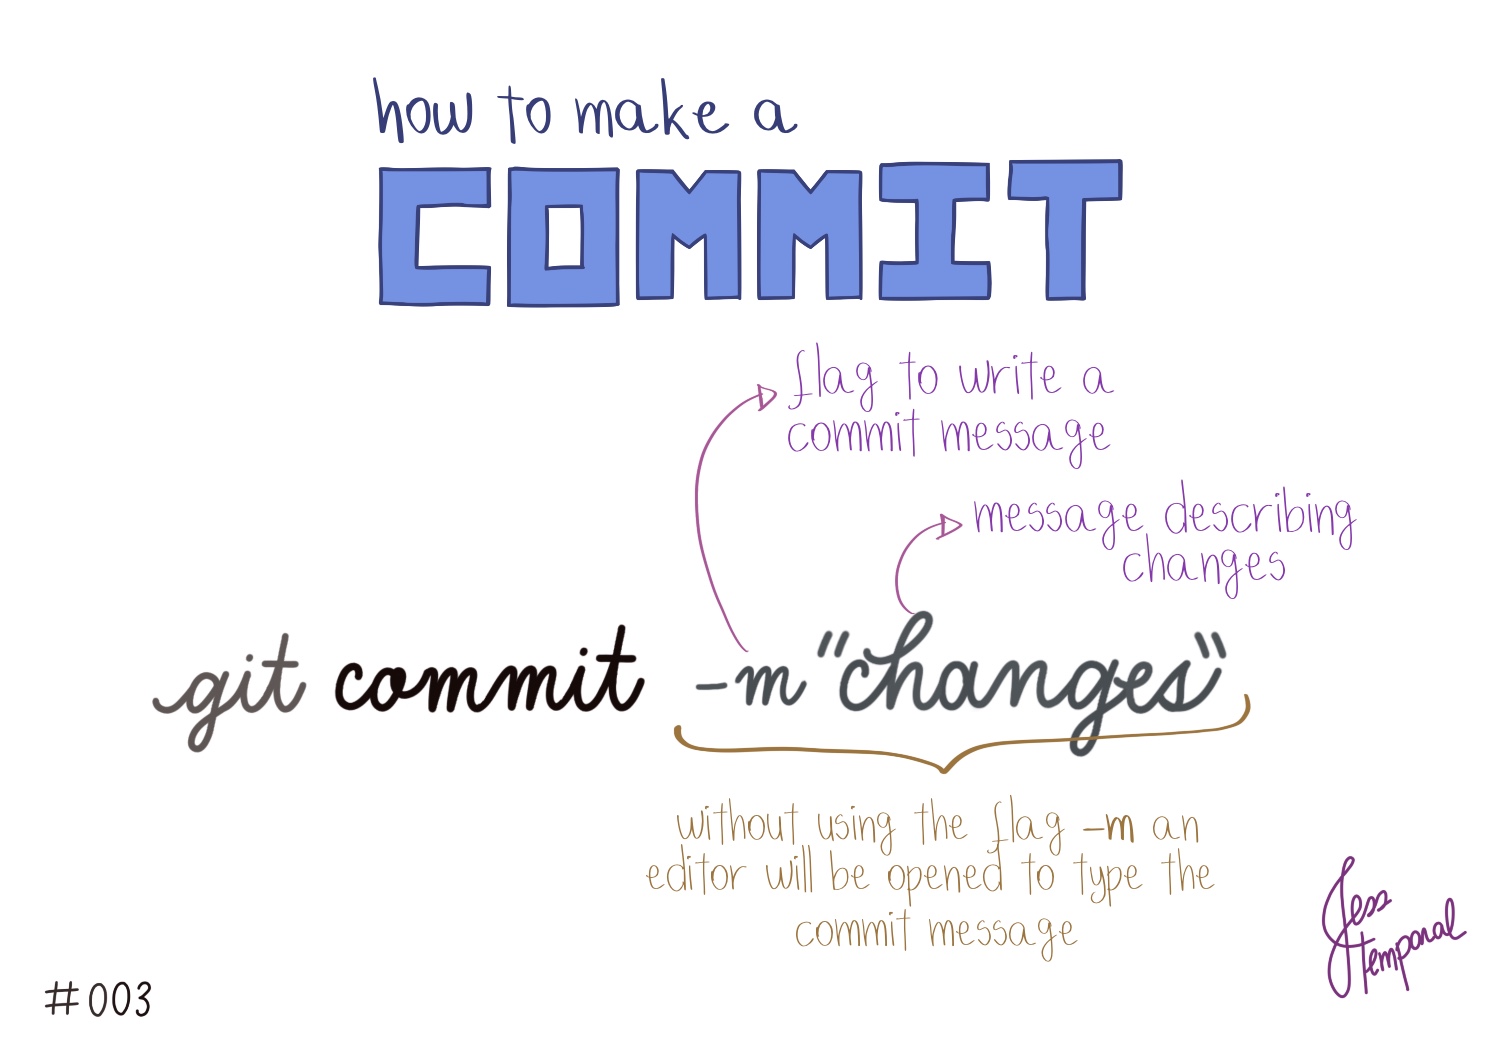 how to make a
COMMIT
flag to write a
commit message
message describing
changes
git commit -m "changes"
without using the flag -m an
editor will be opened to type the
commit message
Jess
temporal
#003